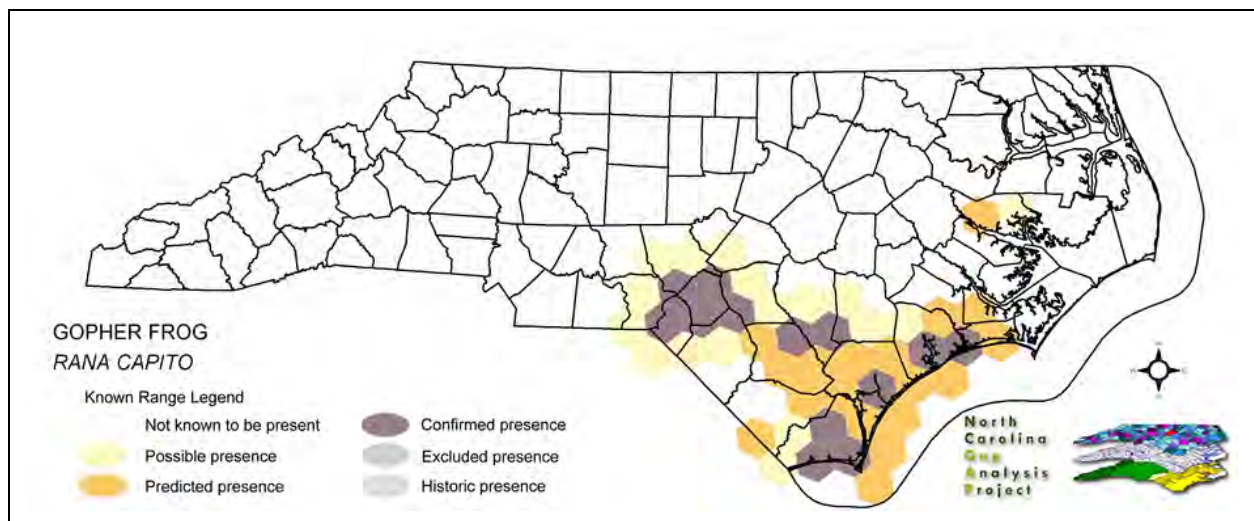 GOPHER FROG
RANA CAPITO
Known Range Legend
Not known to be present
Possible presence
Predicted presence
Confirmed presence
Excluded presence
Historic presence
North
Carolina
Gap
Analysis
Project